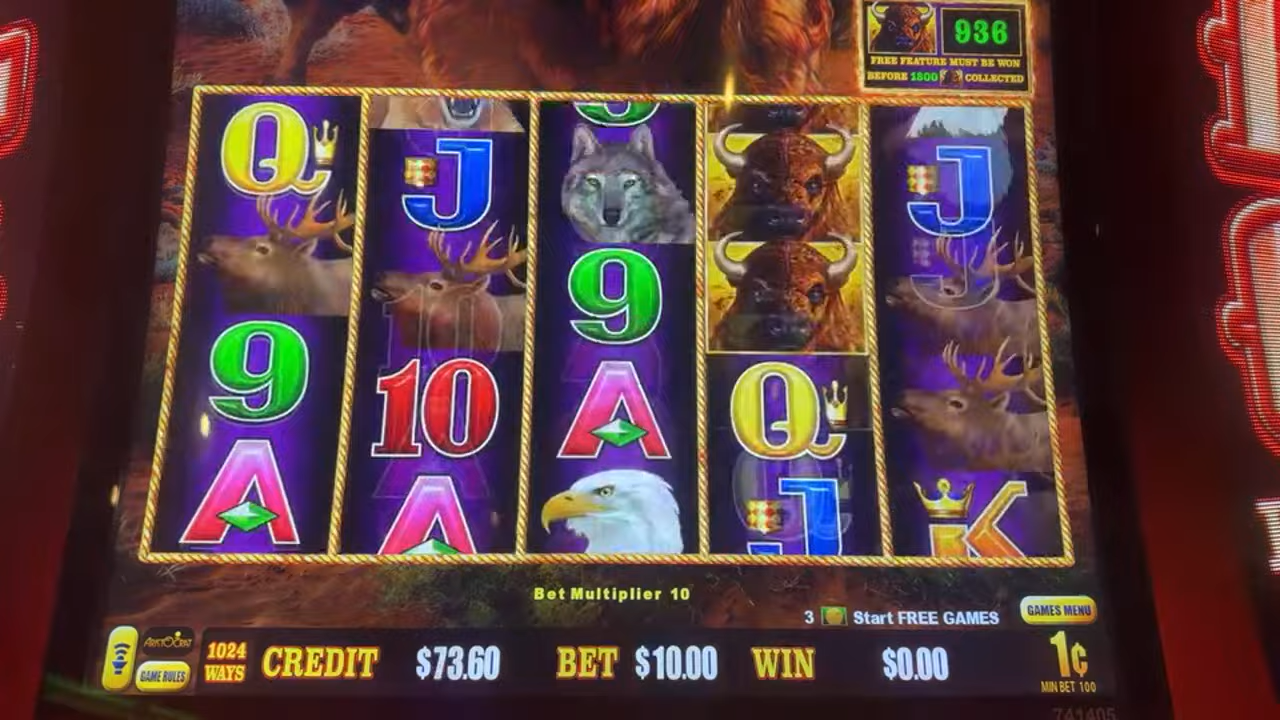 936
FREE FEATURE MUST BE WON
BEFORE 1800 COLLECTED
Q
J
9
J
9
10
A
A
A
Q
J
K
Bet Multiplier 10
3 Start FREE GAMES
GAMES MENU
ARISTOCRAT
GAME RULES
1024
WAYS
CREDIT $73.60 BET $10.00 WIN $0.00
1¢
MIN BET 100
741405